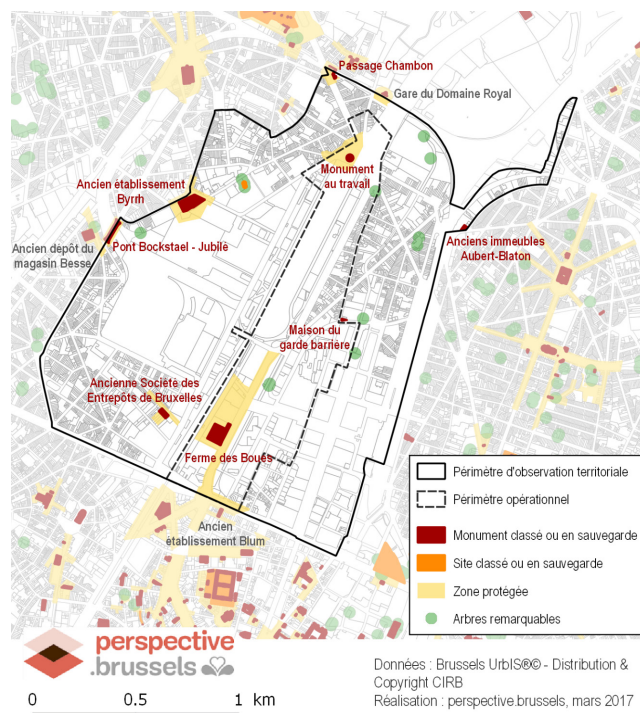 Passage Chambon
Gare du Domaine Royal
Monument
au travail
Ancien établissement
Byrrh
Ancien dépôt du
magasin Besse
Pont Bockstael - Jubilé
Anciens immeubles
Aubert-Blaton
Maison du
garde barrière
Ancienne Société des
Entrepôts de Bruxelles
Ferme des Boues
Ancien
établissement Blum
Périmètre d'observation territoriale
Périmètre opérationnel
Monument classé ou en sauvegarde
Site classé ou en sauvegarde
Zone protégée
Arbres remarquables
perspective
.brussels
Données : Brussels UrbIS®© - Distribution &
Copyright CIRB
Réalisation : perspective.brussels, mars 2017
0 0.5 1 km